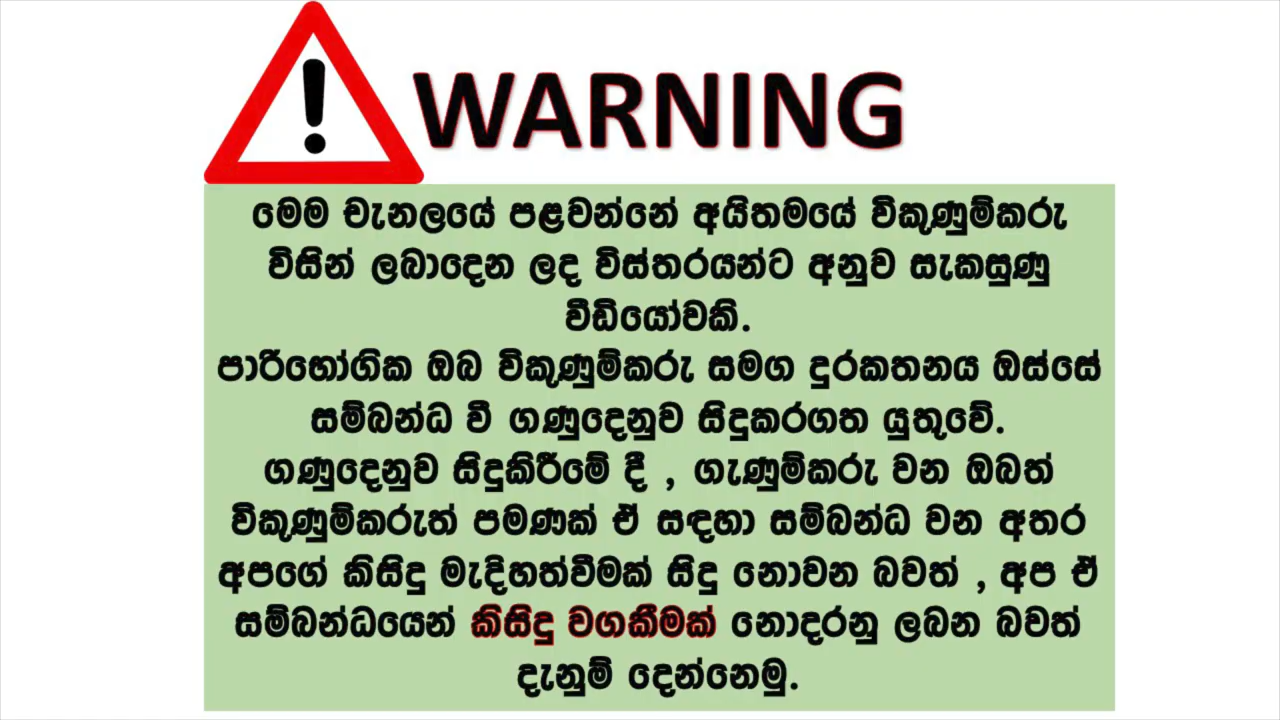 WARNING
මෙම චැනලයේ පළවන්නේ අයිතමයේ විකුණුම්කරු
විසින් ලබාදෙන ලද විස්තරයන්ට අනුව සැකසුණු
වීඩියෝවකි.
පාරිභෝගික ඔබ විකුණුම්කරු සමග දුරකතනය ඔස්සේ
සම්බන්ධ වී ගණුදෙනුව සිදුකරගත යුතුවේ.
ගණුදෙනුව සිදුකිරීමේ දී , ගැණුම්කරු වන ඔබත්
විකුණුම්කරුත් පමණක් ඒ සඳහා සම්බන්ධ වන අතර
අපගේ කිසිදු මැදිහත්වීමක් සිදු නොවන බවත් , අප ඒ
සම්බන්ධයෙන් කිසිදු වගකීමක් නොදරනු ලබන බවත්
දැනුම් දෙන්නෙමු.